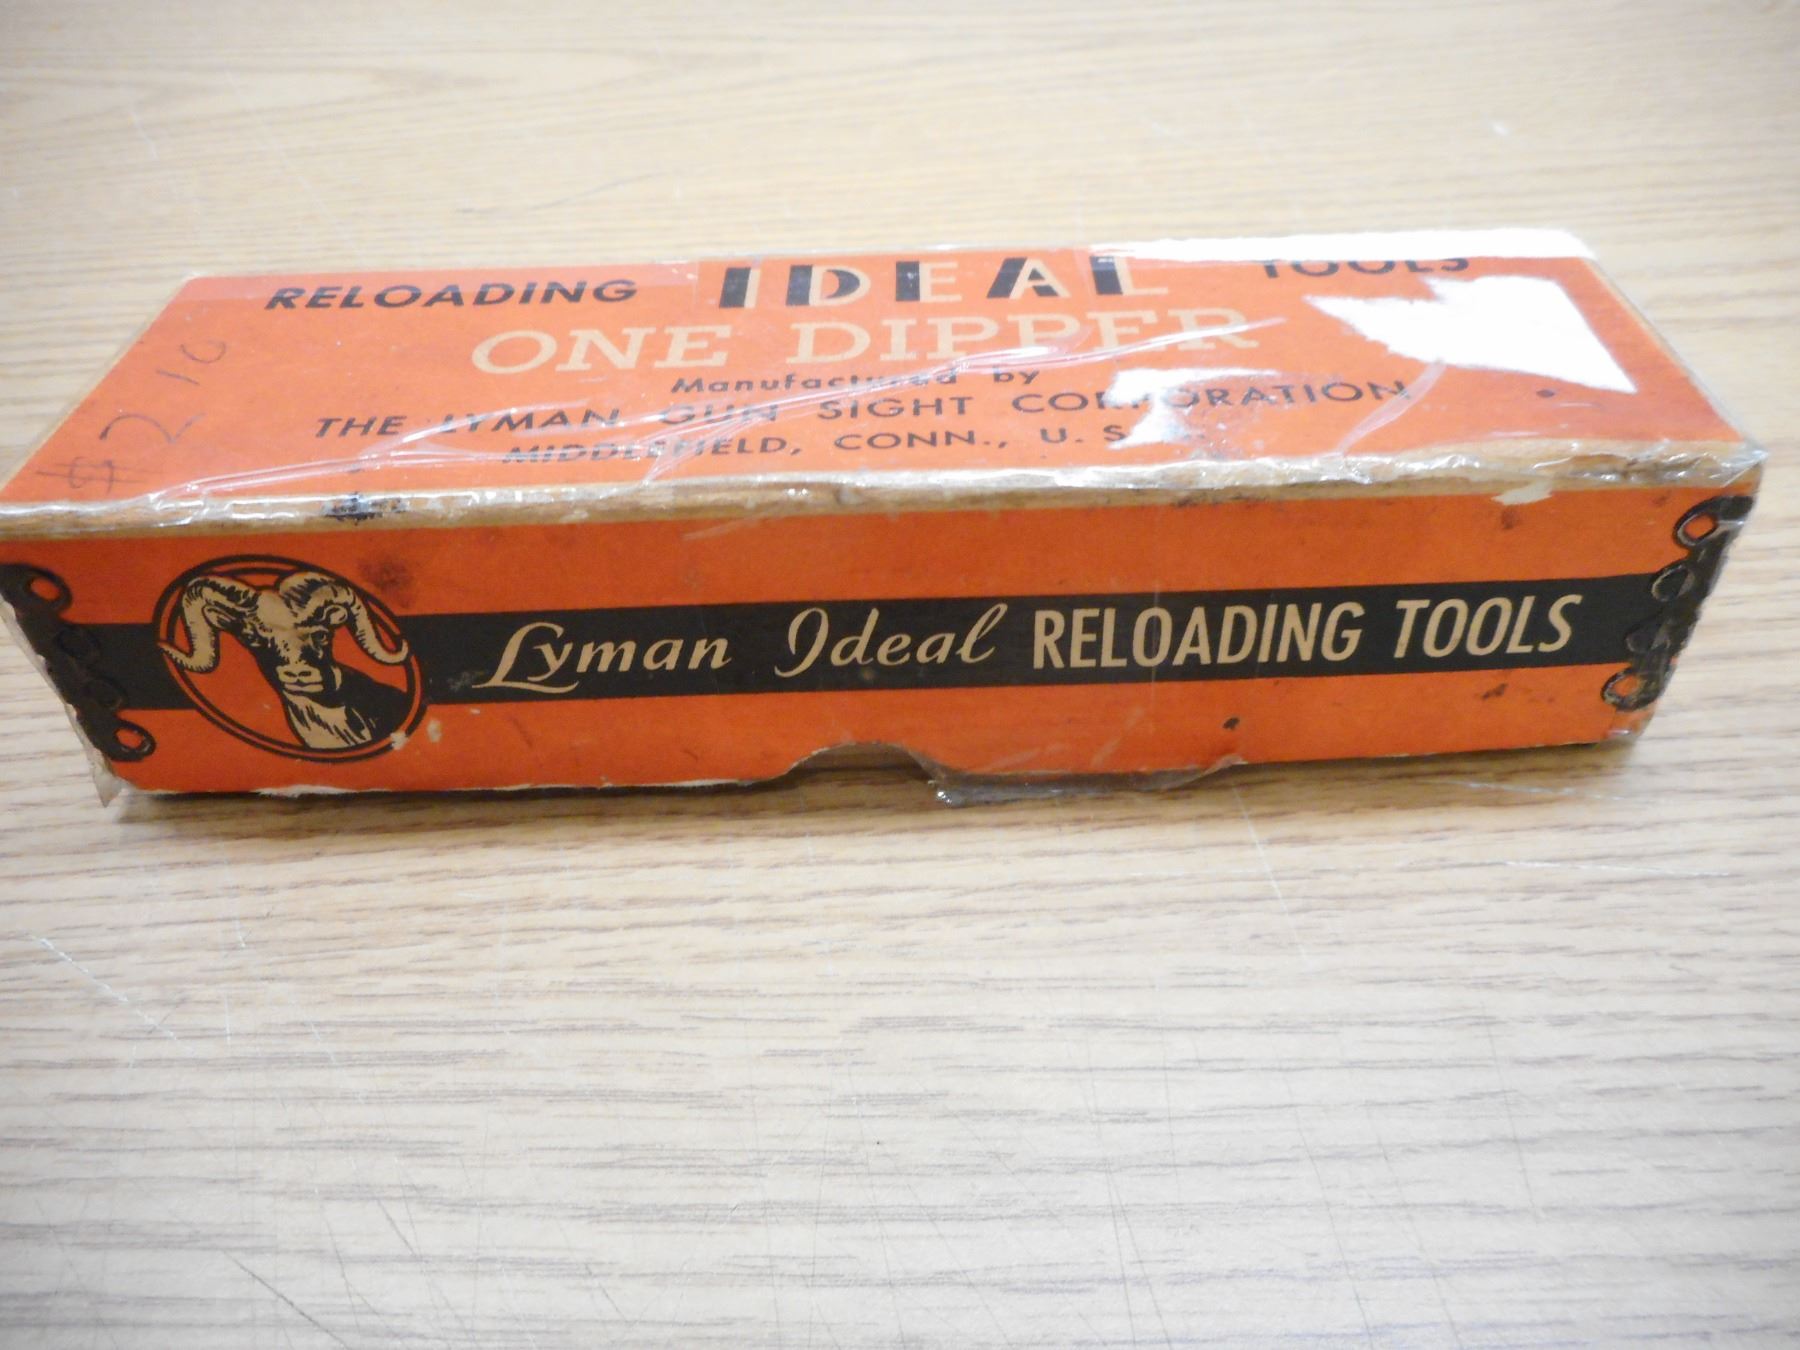 RELOADING IDEAL TOOLS
ONE DIPPER
Manufactured by
THE LYMAN GUN SIGHT CORPORATION
MIDDLEFIELD, CONN., U. S.
$2 10
Lyman Ideal RELOADING TOOLS